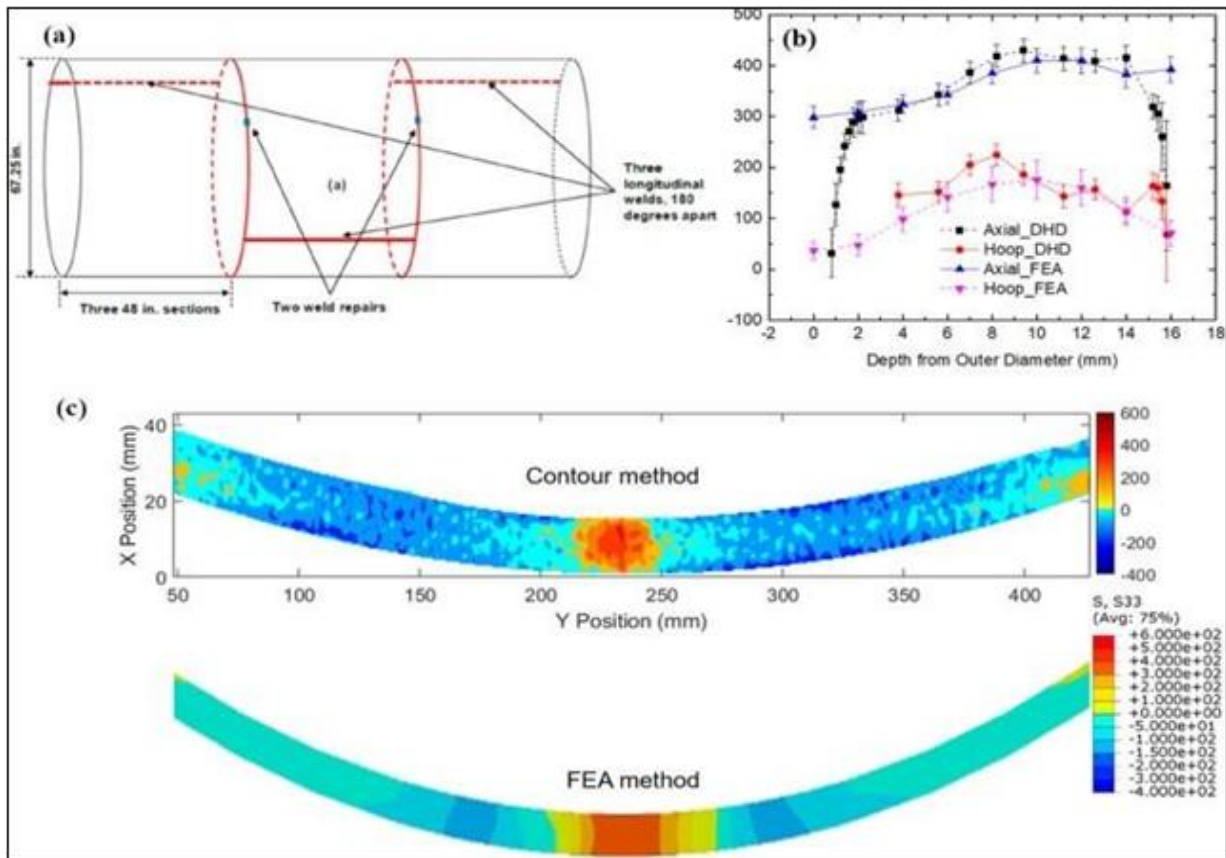 (a)
67.25 in.
(a)
Three
longitudinal
welds. 180
degrees apart
Three 48 in. sections
Two weld repairs
(b)
500
400
300
200
100
0
-100
-2
0
2
4
6
8
10
12
14
16
18
Axial_DHD
Hoop_DHD
Axial_FEA
Hoop_FEA
Depth from Outer Diameter (mm)
(c)
X Position (mm)
40
20
0
Contour method
50
100
150
200
250
300
350
400
Y Position (mm)
600
400
200
0
-200
-400
FEA method
S, S33
(Avg: 75%)
+6.000e+02
+5.000e+02
+4.000e+02
+3.000e+02
+2.000e+02
+1.000e+02
+0.000e+00
-5.000e+01
-1.000e+02
-1.500e+02
-2.000e+02
-2.000e+02
-3.000e+02
-4.000e+02